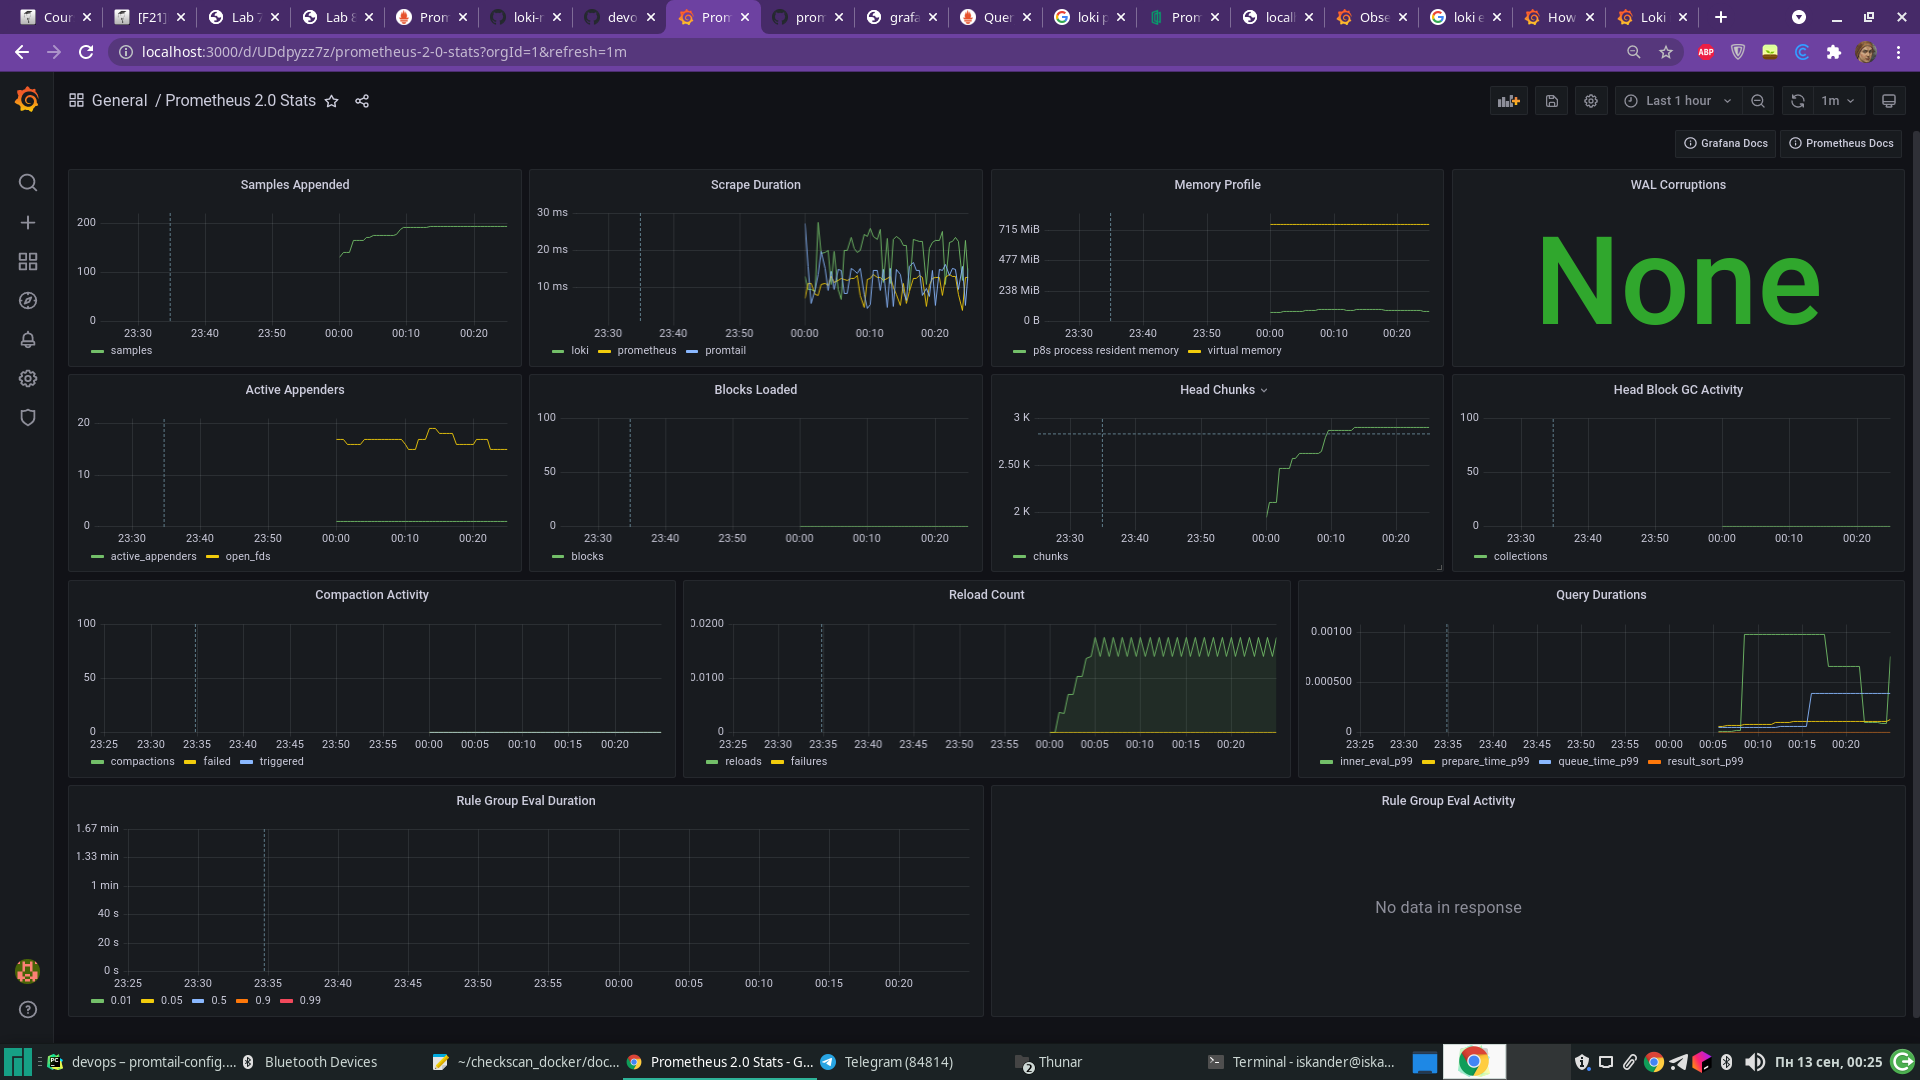 Cour
[F21]
Lab 7
Lab 8
Prom
loki-r
devo
Prom
prom
grafa
Quer
loki p
Prom
locall
Obse
loki e
How
Loki
localhost:3000/d/UDdpyzz7z/prometheus-2-0-stats?orgId=1&refresh=1m
ABP
General / Prometheus 2.0 Stats
Last 1 hour
1m
Grafana Docs
Prometheus Docs
Samples Appended
200
100
0
23:30 23:40 23:50 00:00 00:10 00:20
samples
Scrape Duration
30 ms
20 ms
10 ms
23:30 23:40 23:50 00:00 00:10 00:20
loki prometheus promtail
Memory Profile
715 MiB
477 MiB
238 MiB
0 B
23:30 23:40 23:50 00:00 00:10 00:20
p8s process resident memory virtual memory
WAL Corruptions
None
Active Appenders
20
10
0
23:30 23:40 23:50 00:00 00:10 00:20
active_appenders open_fds
Blocks Loaded
100
50
0
23:30 23:40 23:50 00:00 00:10 00:20
blocks
Head Chunks
3 K
2.50 K
2 K
23:30 23:40 23:50 00:00 00:10 00:20
chunks
Head Block GC Activity
100
50
0
23:30 23:40 23:50 00:00 00:10 00:20
collections
Compaction Activity
100
50
0
23:25 23:30 23:35 23:40 23:45 23:50 23:55 00:00 00:05 00:10 00:15 00:20
compactions failed triggered
Reload Count
0.0200
0.0100
0
23:25 23:30 23:35 23:40 23:45 23:50 23:55 00:00 00:05 00:10 00:15 00:20
reloads failures
Query Durations
0.00100
0.000500
0
23:25 23:30 23:35 23:40 23:45 23:50 23:55 00:00 00:05 00:10 00:15 00:20
inner_eval_p99 prepare_time_p99 queue_time_p99 result_sort_p99
Rule Group Eval Duration
1.67 min
1.33 min
1 min
40 s
20 s
0 s
23:25 23:30 23:35 23:40 23:45 23:50 23:55 00:00 00:05 00:10 00:15 00:20
0.01 0.05 0.5 0.9 0.99
Rule Group Eval Activity
No data in response
devops – promtail-config....
Bluetooth Devices
~/checkscan_docker/doc...
Prometheus 2.0 Stats - G...
Telegram (84814)
2
Thunar
Terminal - iskander@iska...
Пн 13 сен, 00:25